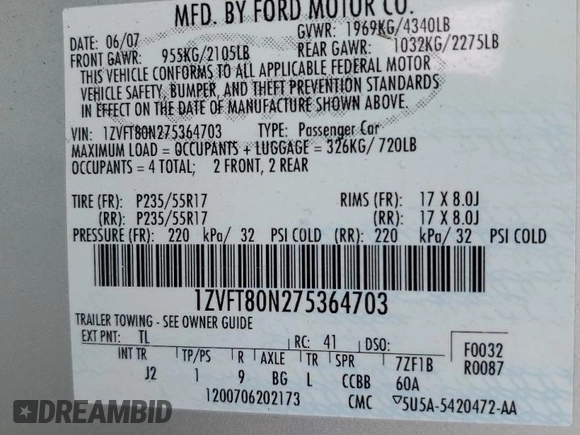 MFD. BY FORD MOTOR CO.
DATE: 06/07
GVWR: 1969KG/4340LB
FRONT GAWR: 955KG/2105LB
REAR GAWR: 1032KG/2275LB
THIS VEHICLE CONFORMS TO ALL APPLICABLE FEDERAL MOTOR
VEHICLE SAFETY, BUMPER, AND THEFT PREVENTION STANDARDS
IN EFFECT ON THE DATE OF MANUFACTURE SHOWN ABOVE.
VIN: 1ZVFT80N275364703 TYPE: Passenger Car
MAXIMUM LOAD = OCCUPANTS + LUGGAGE = 326KG/ 720LB
OCCUPANTS = 4 TOTAL; 2 FRONT, 2 REAR
TIRE (FR): P235/55R17 RIMS (FR): 17 X 8.0J
(RR): P235/55R17 (RR): 17 X 8.0J
PRESSURE (FR): 220 kPa/ 32 PSI COLD (RR): 220 kPa/ 32 PSI COLD
1ZVFT80N275364703
TRAILER TOWING - SEE OWNER GUIDE
EXT PNT: TL RC: 41 DSO: F0032
INT TR TP/PS R AXLE TR SPR 7ZF1B R0087
J2 1 9 BG L CCBB 60A
1200706202173 CMC ▽5U5A-5420472-AA
DREAMBID